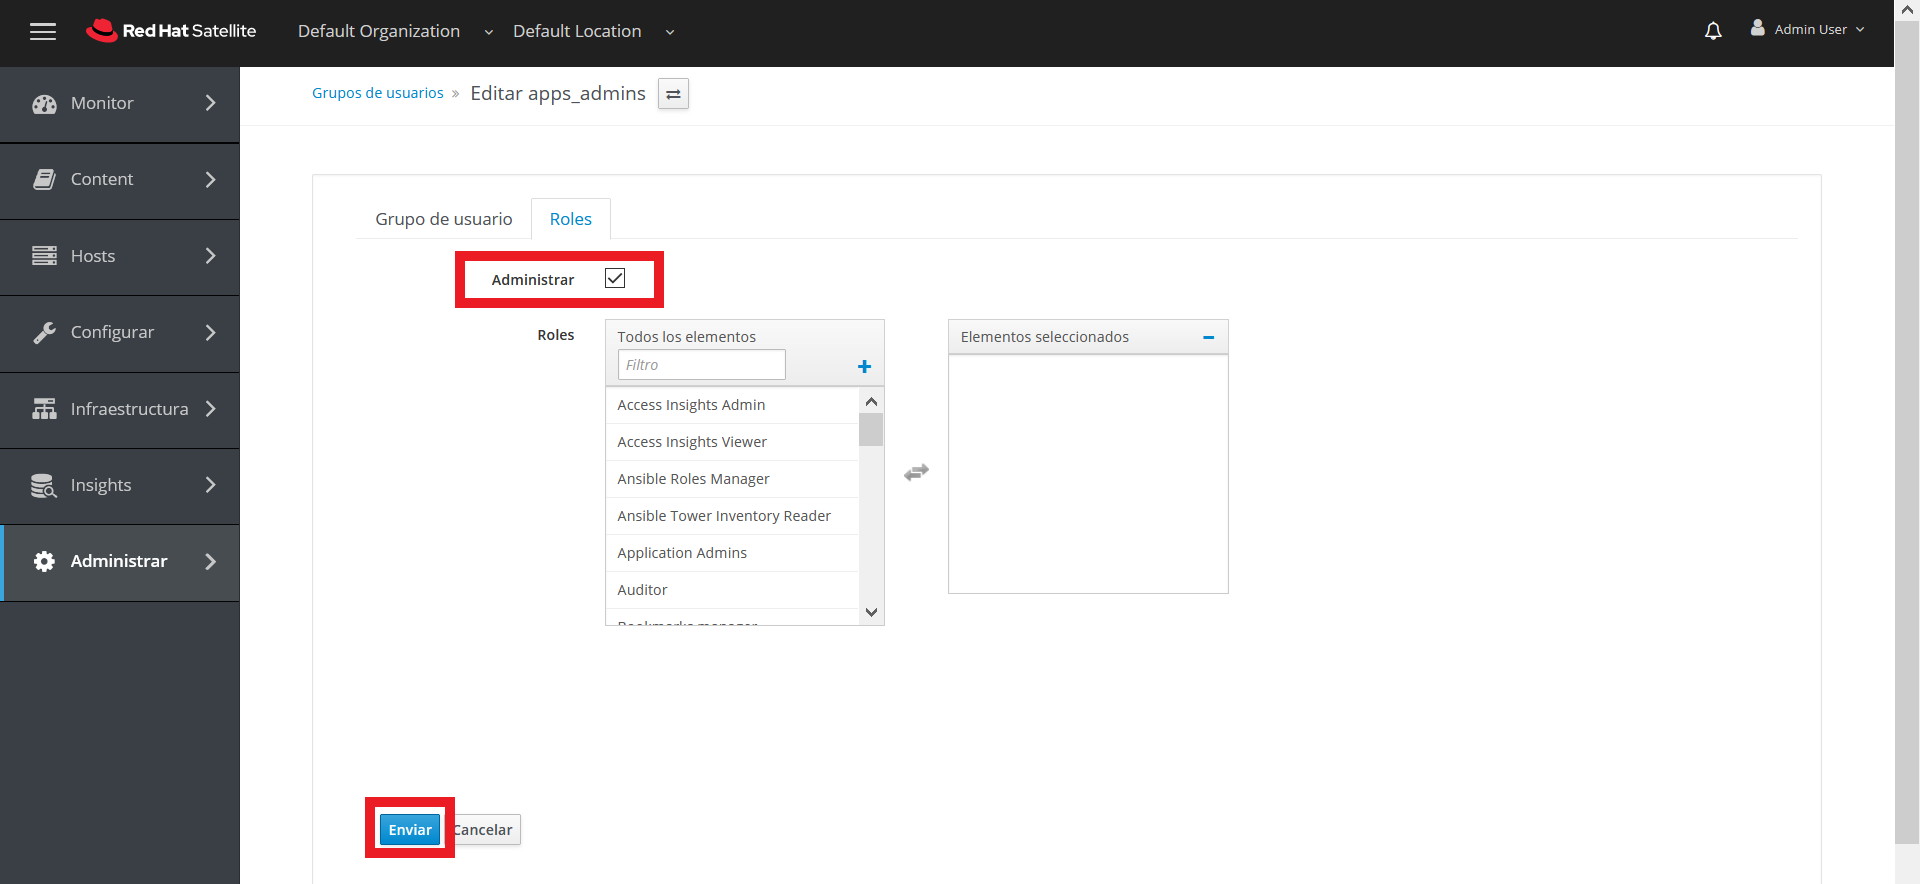 Red Hat Satellite
Default Organization
Default Location
Admin User
Monitor
Content
Hosts
Configurar
Infraestructura
Insights
Administrar
Grupos de usuarios » Editar apps_admins
Grupo de usuario
Roles
Administrar
Roles
Todos los elementos
Filtro
Access Insights Admin
Access Insights Viewer
Ansible Roles Manager
Ansible Tower Inventory Reader
Application Admins
Auditor
Bookmarks manager
Elementos seleccionados
Enviar
Cancelar